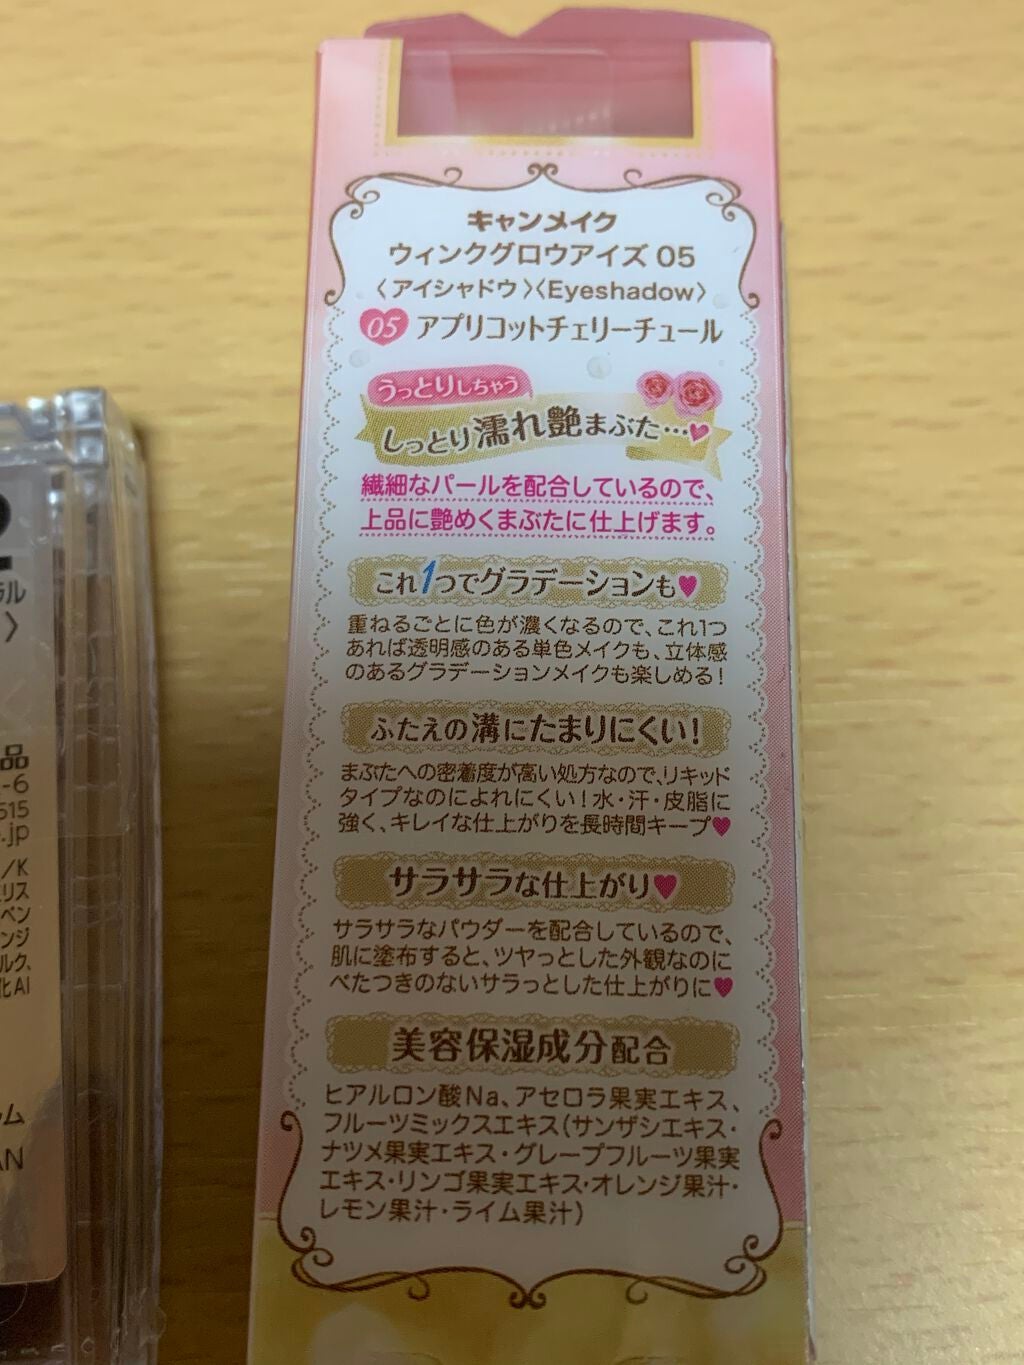 キャンメイク
ウィンクグロウアイズ 05
〈アイシャドウ〉〈Eyeshadow〉
05 アプリコットチェリーチュール
うっとりしちゃう
しっとり濡れ艶まぶた…♥
繊細なパールを配合しているので、
上品に艶めくまぶたに仕上げます。
これ1つでグラデーションも♥
重ねるごとに色が濃くなるので、これ1つ
あれば透明感のある単色メイクも、立体感
のあるグラデーションメイクも楽しめる!
ふたえの溝にたまりにくい!
まぶたへの密着度が高い処方なので、リキッド
タイプなのによれにくい!水・汗・皮脂に
強く、キレイな仕上がりを長時間キープ♥
サラサラな仕上がり♥
サラサラなパウダーを配合しているので、
肌に塗布すると、ツヤっとした外観なのに
べたつきのないサラっとした仕上がりに♥
美容保湿成分配合
ヒアルロン酸Na、アセロラ果実エキス、
フルーツミックスエキス(サンザシエキス・
ナツメ果実エキス・グレープフルーツ果実
エキス・リンゴ果実エキス・オレンジ果汁・
レモン果汁・ライム果汁)
ラル
〉
品
-6
515
.jp
/K
リス
ペン
ンジ
ルク、
化AI
ム
AN